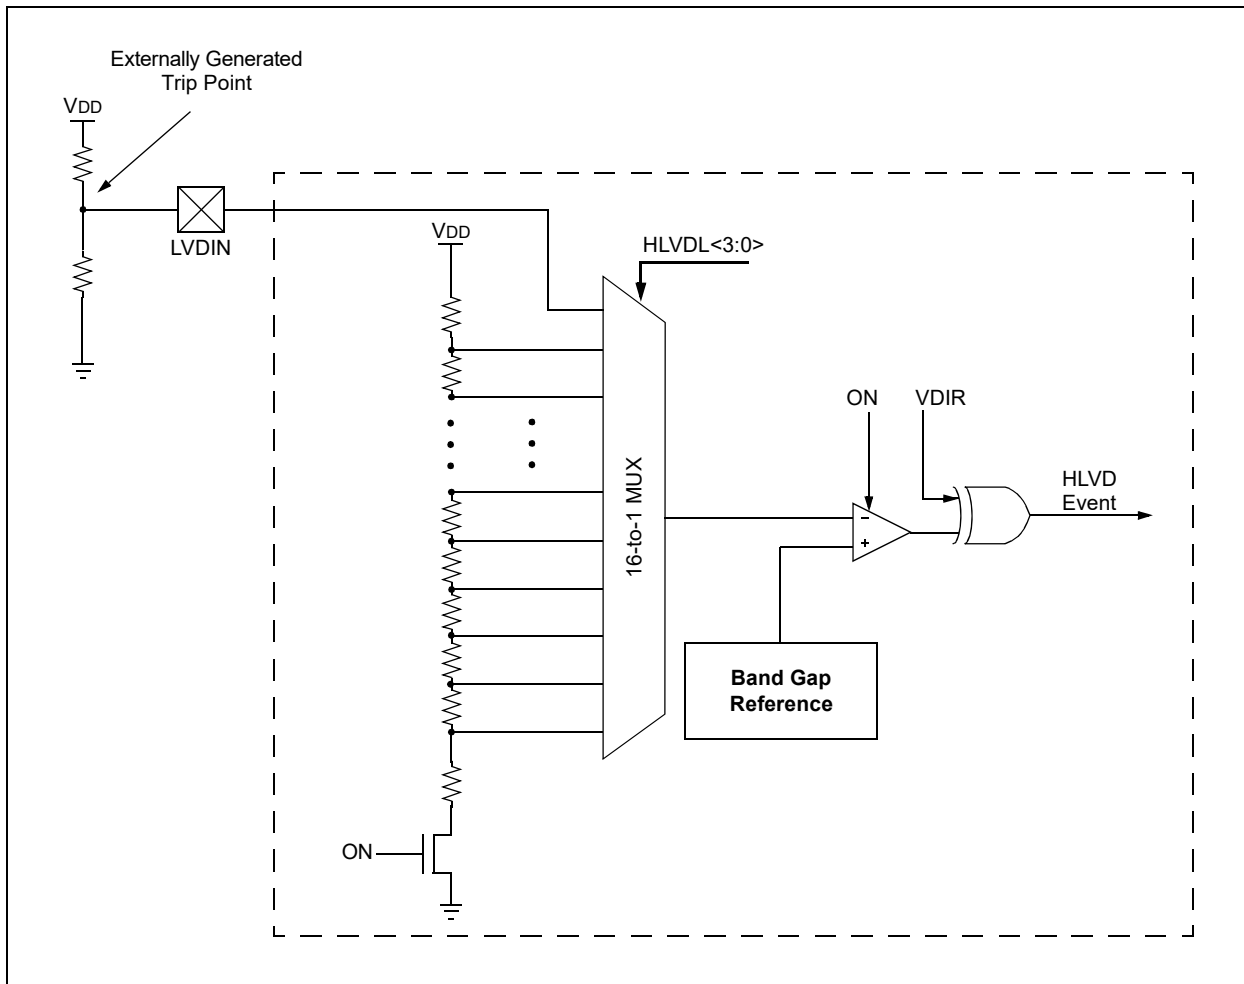 Externally Generated
Trip Point
VDD
LVDIN
VDD
HLVDL<3:0>
ON
VDIR
HLVD
Event
16-to-1 MUX
–
+
Band Gap
Reference
ON